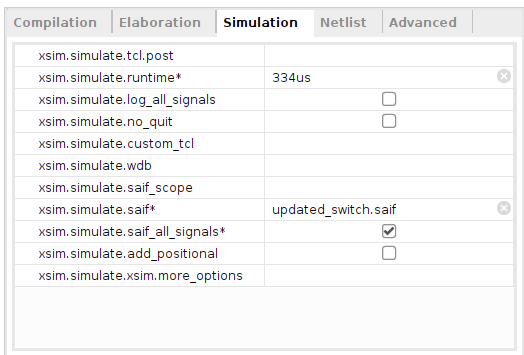 Compilation Elaboration Simulation Netlist Advanced
xsim.simulate.tcl.post
xsim.simulate.runtime* 334us
xsim.simulate.log_all_signals
xsim.simulate.no_quit
xsim.simulate.custom_tcl
xsim.simulate.wdb
xsim.simulate.saif_scope
xsim.simulate.saif* updated_switch.saif
xsim.simulate.saif_all_signals*
xsim.simulate.add_positional
xsim.simulate.xsim.more_options